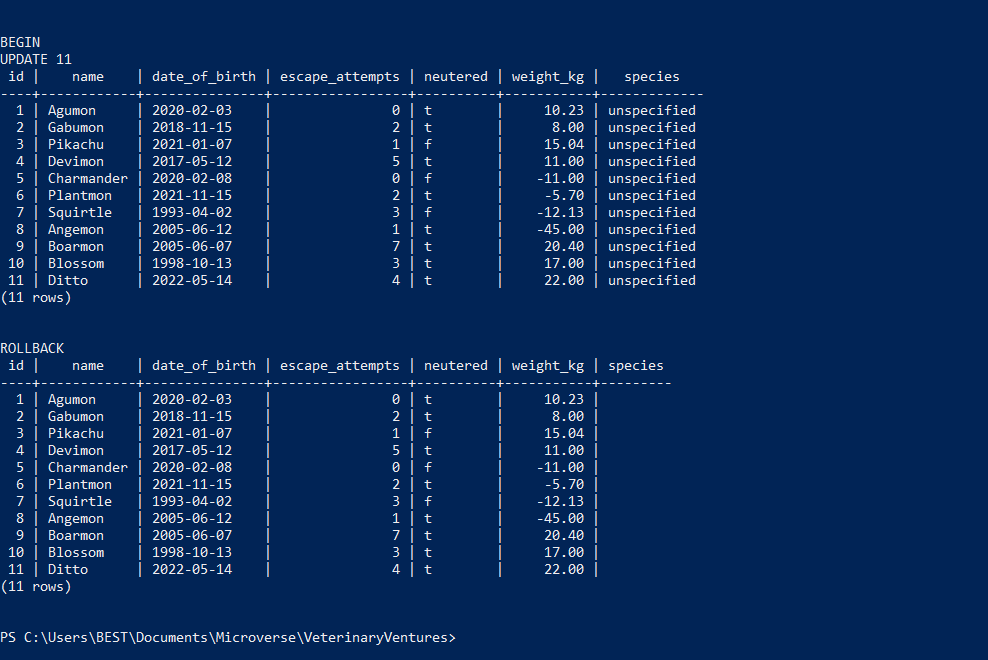 BEGIN
UPDATE 11
 id |    name    | date_of_birth | escape_attempts | neutered | weight_kg |   species
----+------------+---------------+-----------------+----------+-----------+-------------
  1 | Agumon     | 2020-02-03    |               0 | t        |     10.23 | unspecified
  2 | Gabumon    | 2018-11-15    |               2 | t        |      8.00 | unspecified
  3 | Pikachu    | 2021-01-07    |               1 | f        |     15.04 | unspecified
  4 | Devimon    | 2017-05-12    |               5 | t        |     11.00 | unspecified
  5 | Charmander | 2020-02-08    |               0 | f        |    -11.00 | unspecified
  6 | Plantmon   | 2021-11-15    |               2 | t        |     -5.70 | unspecified
  7 | Squirtle   | 1993-04-02    |               3 | f        |    -12.13 | unspecified
  8 | Angemon    | 2005-06-12    |               1 | t        |    -45.00 | unspecified
  9 | Boarmon    | 2005-06-07    |               7 | t        |     20.40 | unspecified
 10 | Blossom    | 1998-10-13    |               3 | t        |     17.00 | unspecified
 11 | Ditto      | 2022-05-14    |               4 | t        |     22.00 | unspecified
(11 rows)
ROLLBACK
 id |    name    | date_of_birth | escape_attempts | neutered | weight_kg | species
----+------------+---------------+-----------------+----------+-----------+---------
  1 | Agumon     | 2020-02-03    |               0 | t        |     10.23 |
  2 | Gabumon    | 2018-11-15    |               2 | t        |      8.00 |
  3 | Pikachu    | 2021-01-07    |               1 | f        |     15.04 |
  4 | Devimon    | 2017-05-12    |               5 | t        |     11.00 |
  5 | Charmander | 2020-02-08    |               0 | f        |    -11.00 |
  6 | Plantmon   | 2021-11-15    |               2 | t        |     -5.70 |
  7 | Squirtle   | 1993-04-02    |               3 | f        |    -12.13 |
  8 | Angemon    | 2005-06-12    |               1 | t        |    -45.00 |
  9 | Boarmon    | 2005-06-07    |               7 | t        |     20.40 |
 10 | Blossom    | 1998-10-13    |               3 | t        |     17.00 |
 11 | Ditto      | 2022-05-14    |               4 | t        |     22.00 |
(11 rows)
PS C:\Users\BEST\Documents\Microverse\VeterinaryVentures>